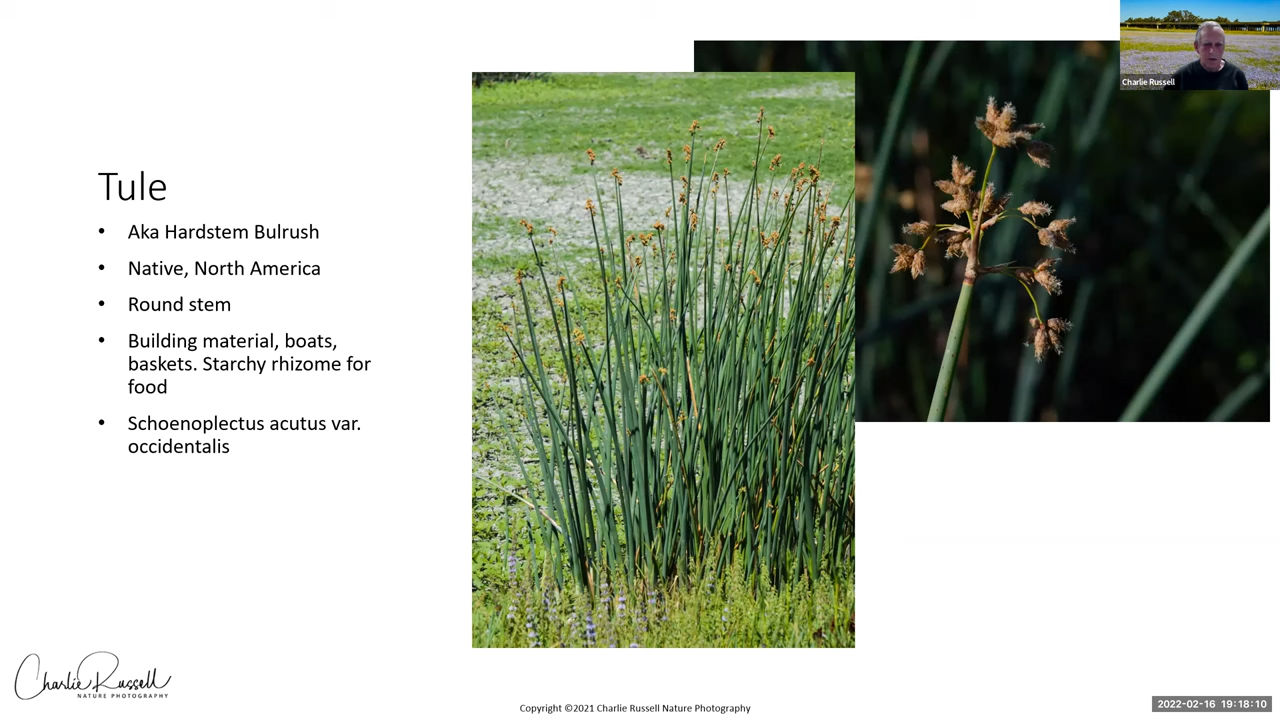 Charlie Russell
Tule
• Aka Hardstem Bulrush
• Native, North America
• Round stem
• Building material, boats,
baskets. Starchy rhizome for
food
• Schoenoplectus acutus var.
occidentalis
Charlie Russell
NATURE PHOTOGRAPHY
Copyright ©2021 Charlie Russell Nature Photography
2022-02-16 19:18:10